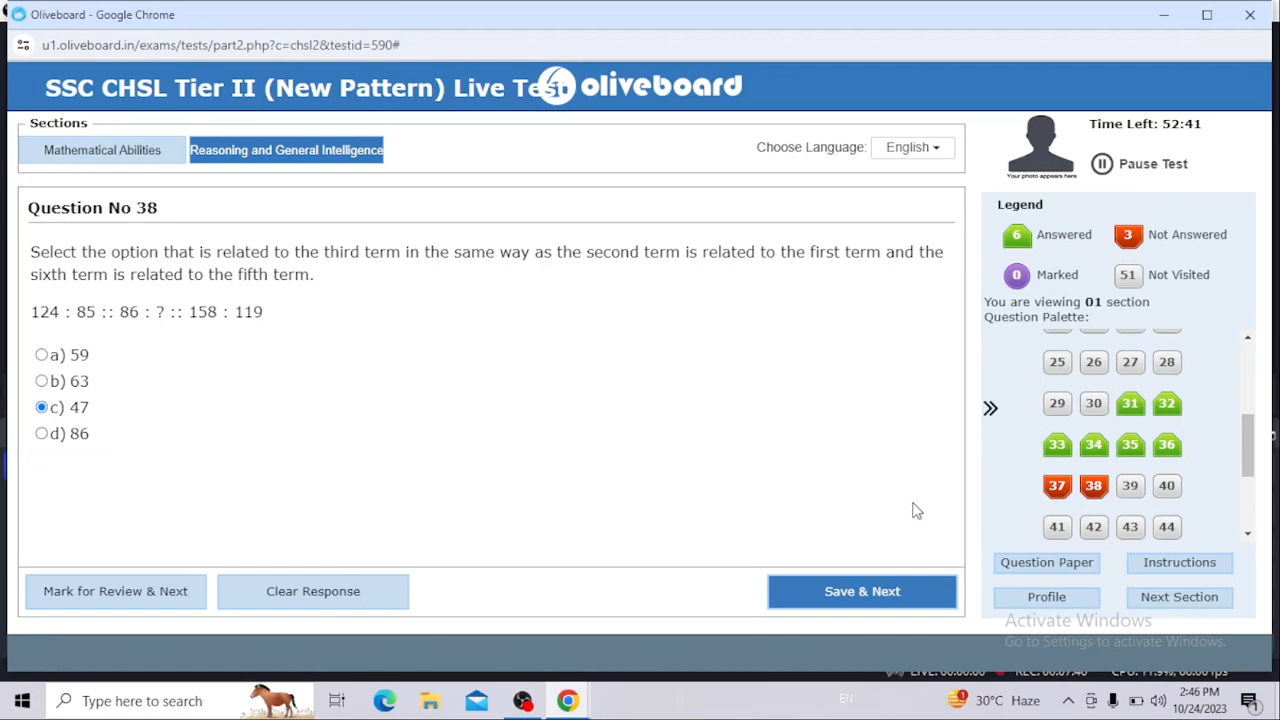 Oliveboard - Google Chrome
u1.oliveboard.in/exams/tests/part2.php?c=chsl2&testid=590#
SSC CHSL Tier II (New Pattern) Live Test
oliveboard
Sections
Mathematical Abilities
Reasoning and General Intelligence
Choose Language:
English
Your photo appears here
Time Left: 52:41
Pause Test
Question No 38
Select the option that is related to the third term in the same way as the second term is related to the first term and the
sixth term is related to the fifth term.
124 : 85 :: 86 : ? :: 158 : 119
a) 59
b) 63
c) 47
d) 86
Mark for Review & Next
Clear Response
Save & Next
Legend
6 Answered
3 Not Answered
0 Marked
51 Not Visited
You are viewing 01 section
Question Palette:
25 26 27 28
29 30 31 32
33 34 35 36
37 38 39 40
41 42 43 44
Question Paper
Instructions
Profile
Next Section
Activate Windows
Go to Settings to activate Windows.
Type here to search
EN
1
30°C Haze
2:46 PM
10/24/2023
1